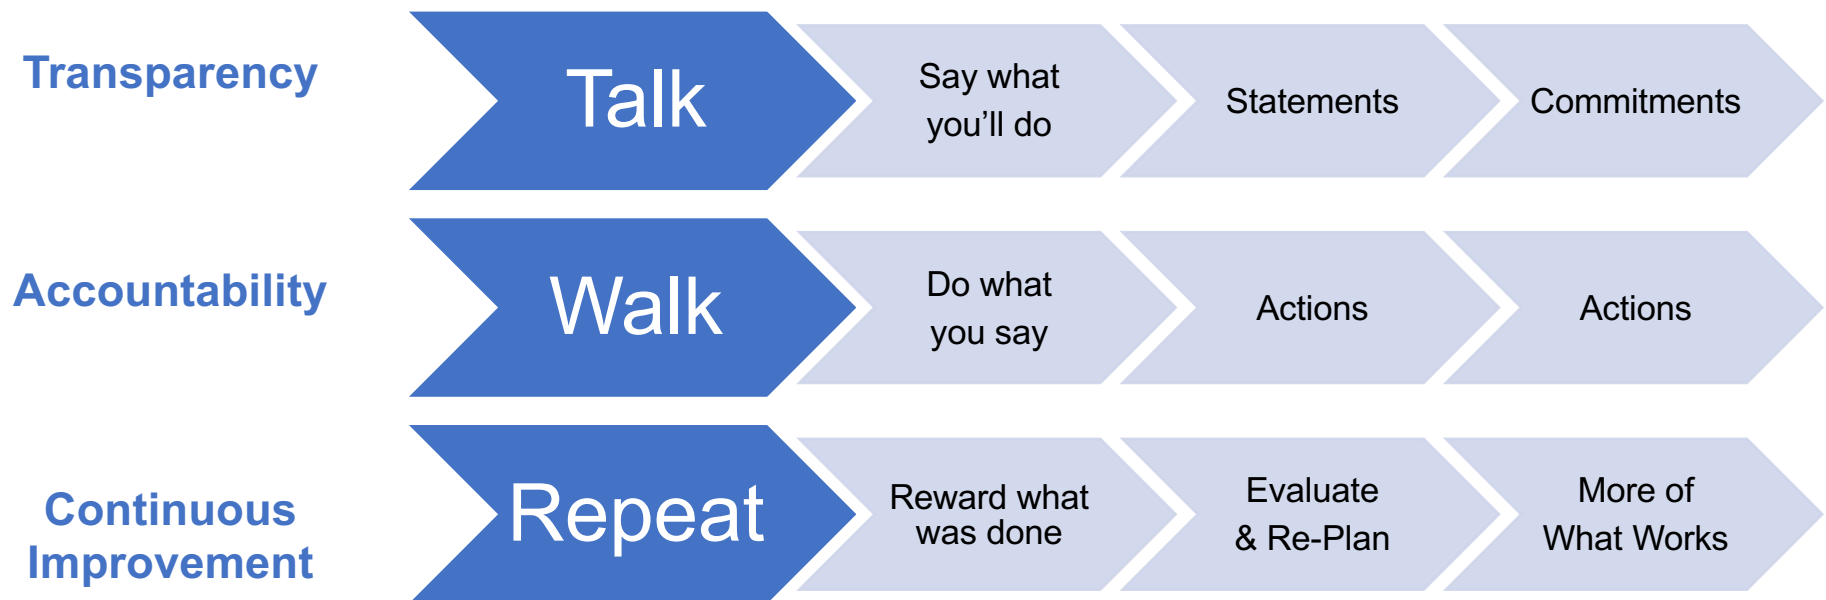 Transparency
Talk
Say what
you’ll do
Statements
Commitments
Accountability
Walk
Do what
you say
Actions
Actions
Continuous
Improvement
Repeat
Reward what
was done
Evaluate
& Re-Plan
More of
What Works